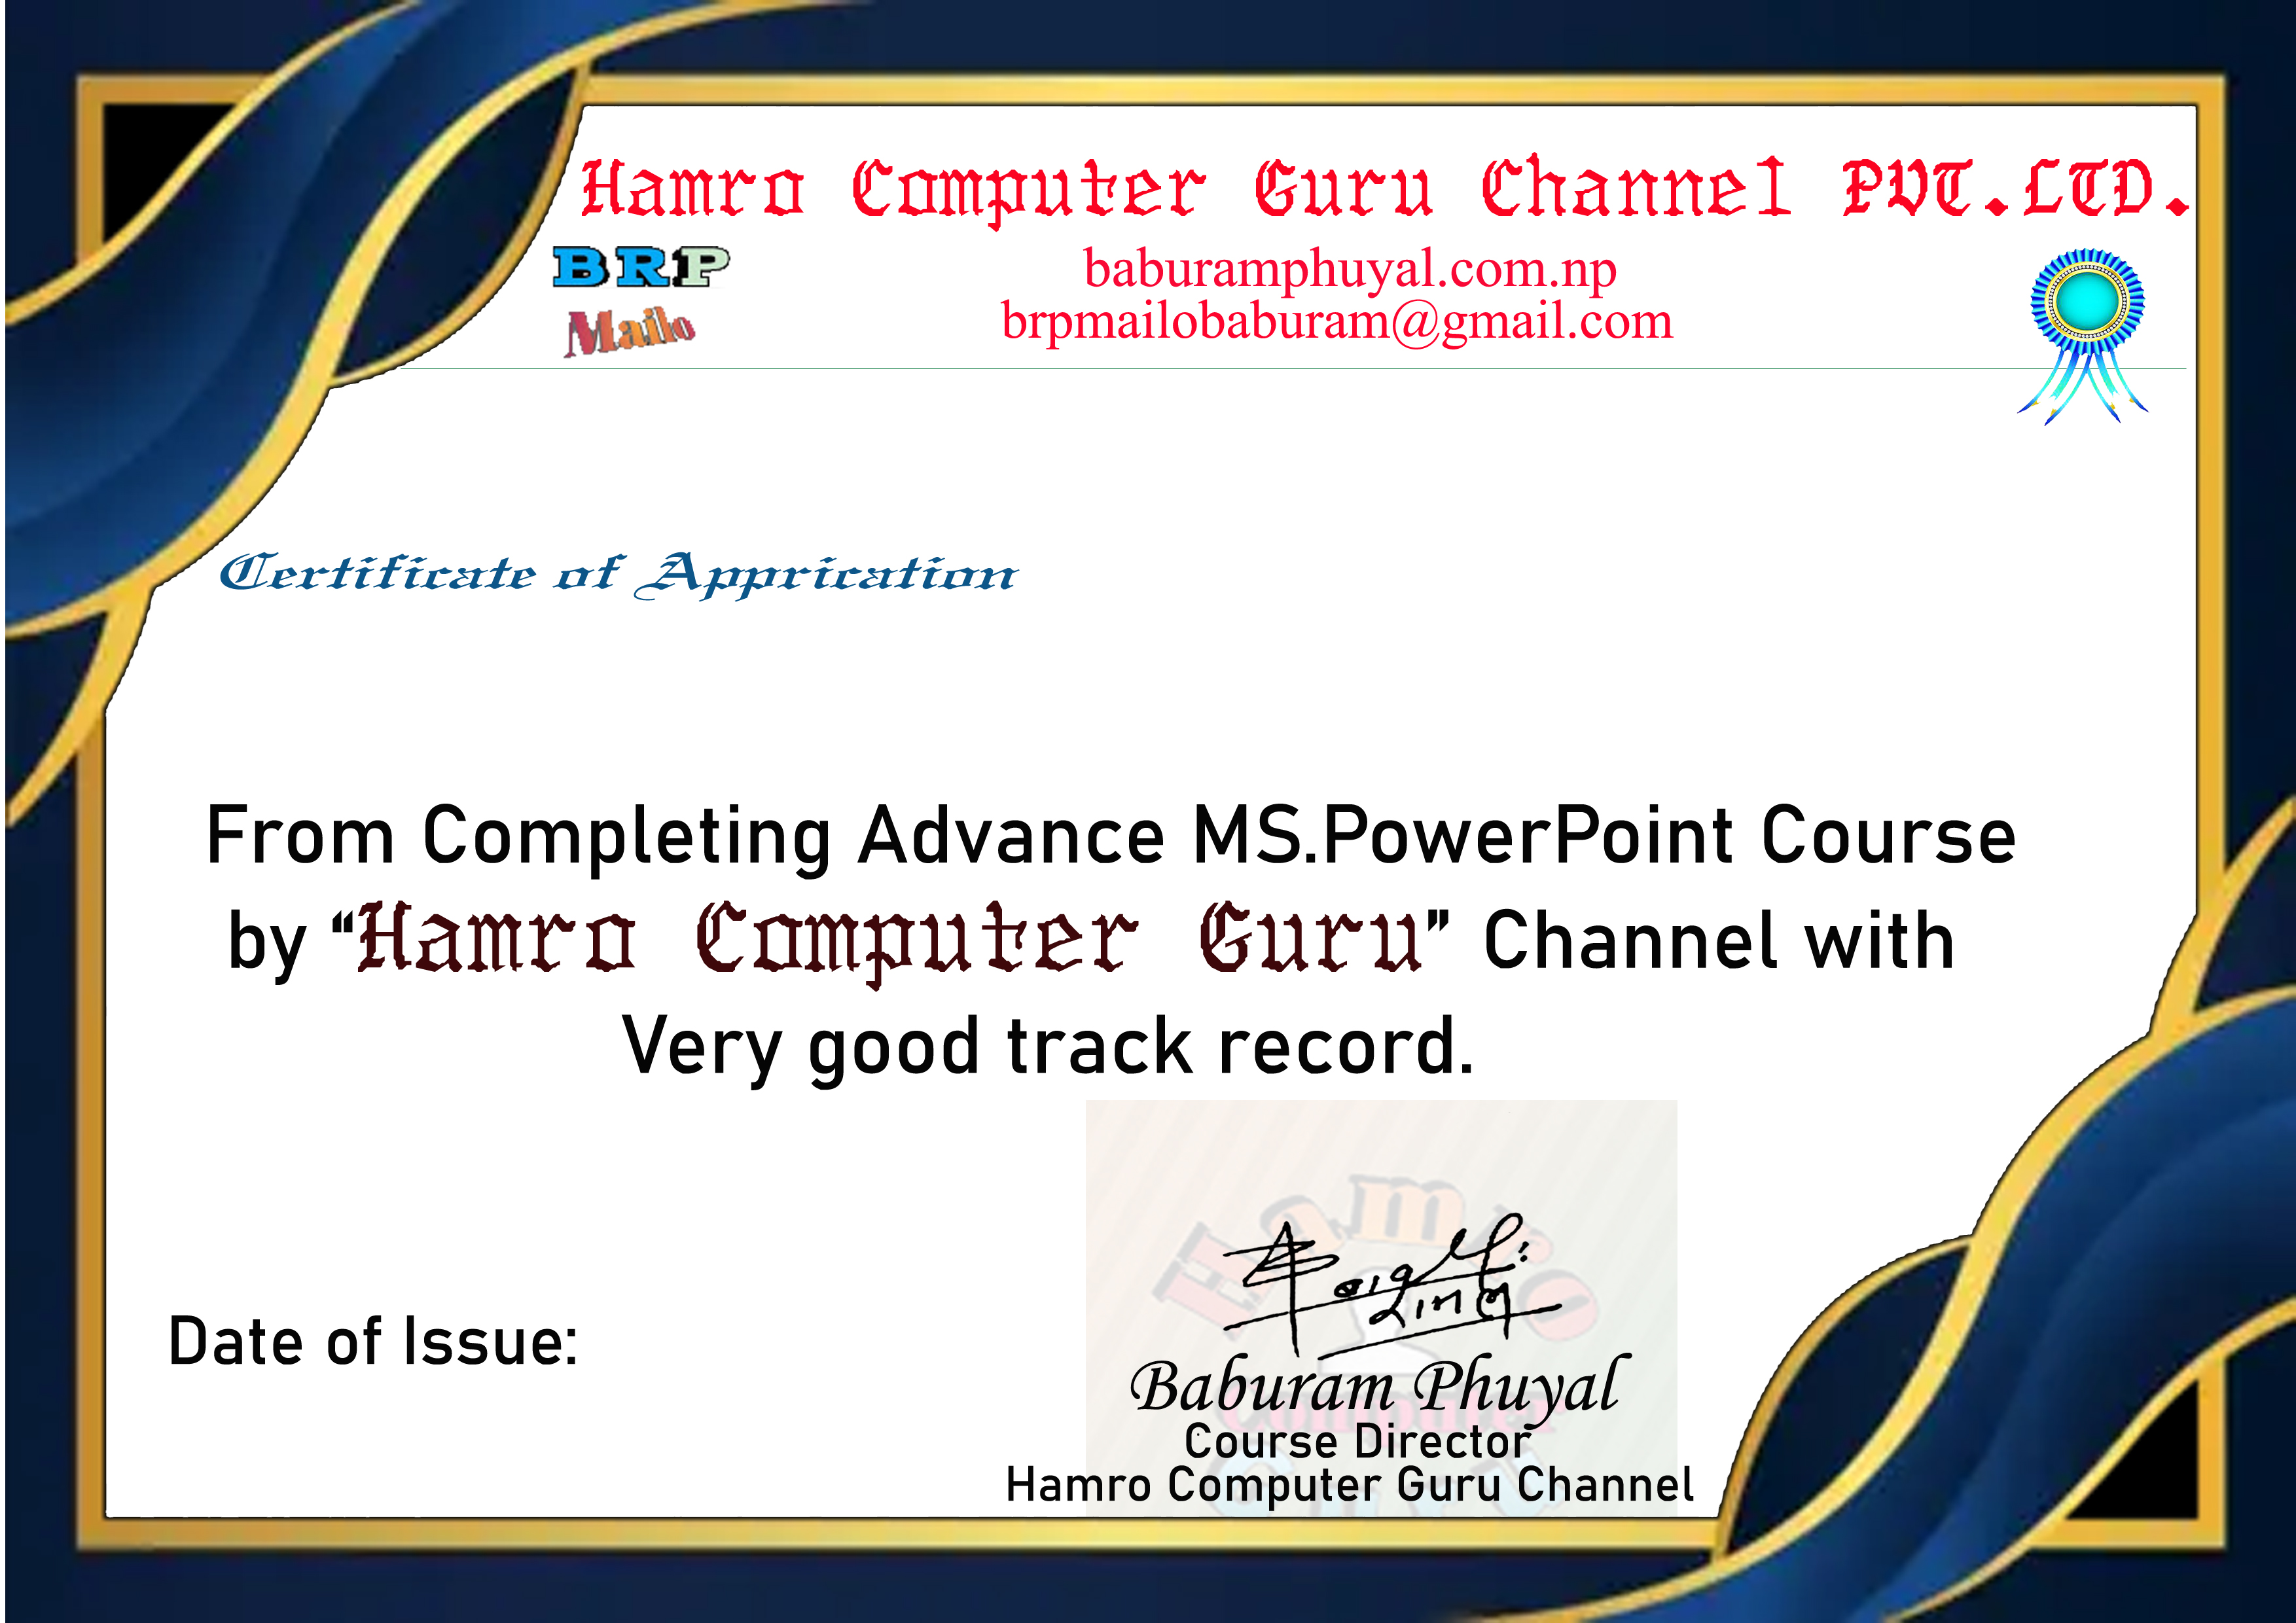 Hamro Computer Guru Channel PVT.LTD.
BRP
Mailo
baburamphuyal.com.np
brpmailobaburam@gmail.com
Certificate of Apprication
From Completing Advance MS.PowerPoint Course
by “Hamro Computer Guru” Channel with
Very good track record.
Date of Issue:
Hamro
Computer
Baburam Phuyal
Course Director
Hamro Computer Guru Channel